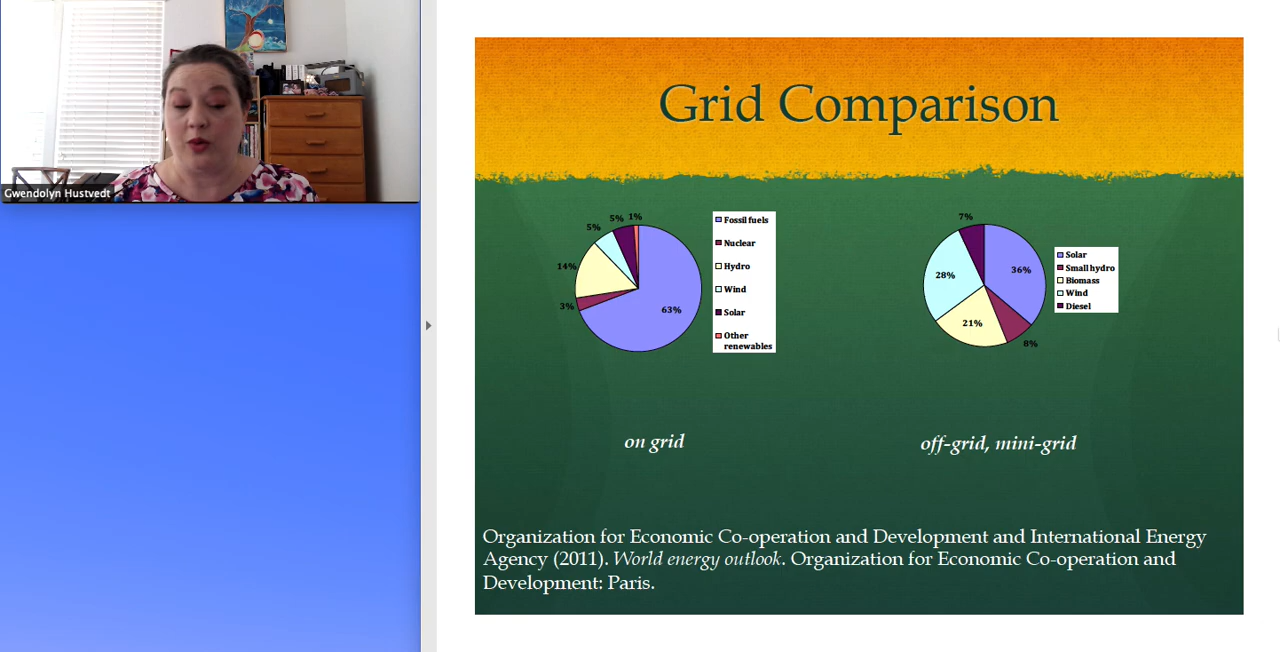 Gwendolyn Hustvedt
Grid Comparison
5%
5%
1%
14%
3%
63%
Fossil fuels
Nuclear
Hydro
Wind
Solar
Other
renewables
7%
28%
36%
21%
8%
Solar
Small hydro
Biomass
Wind
Diesel
on grid
off-grid, mini-grid
Organization for Economic Co-operation and Development and International Energy
Agency (2011). World energy outlook. Organization for Economic Co-operation and
Development: Paris.